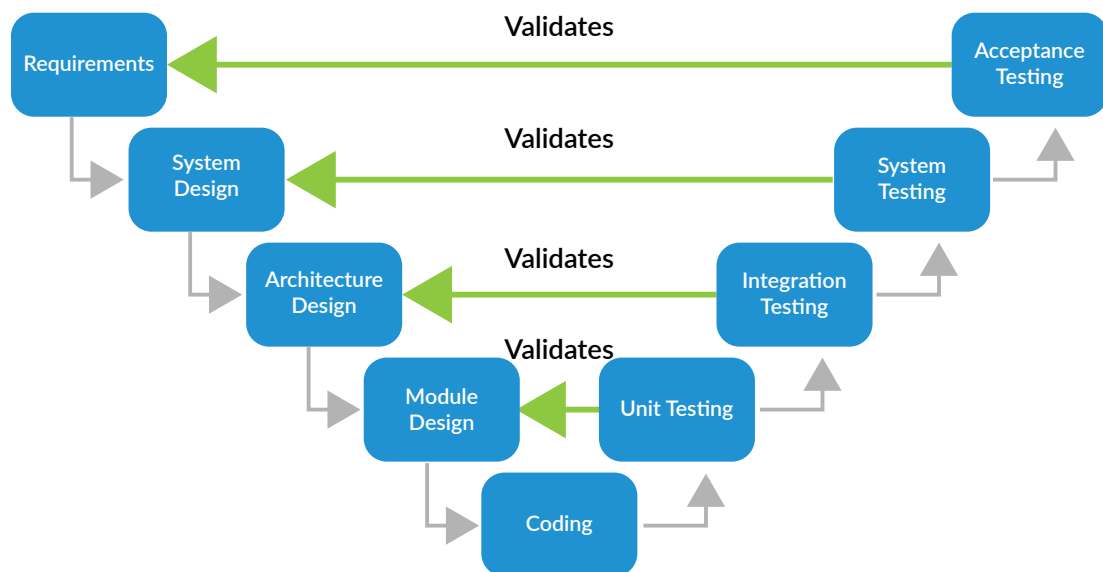 Validates
Requirements
Acceptance
Testing
Validates
System
Design
System
Testing
Validates
Architecture
Design
Integration
Testing
Validates
Module
Design
Unit Testing
Coding